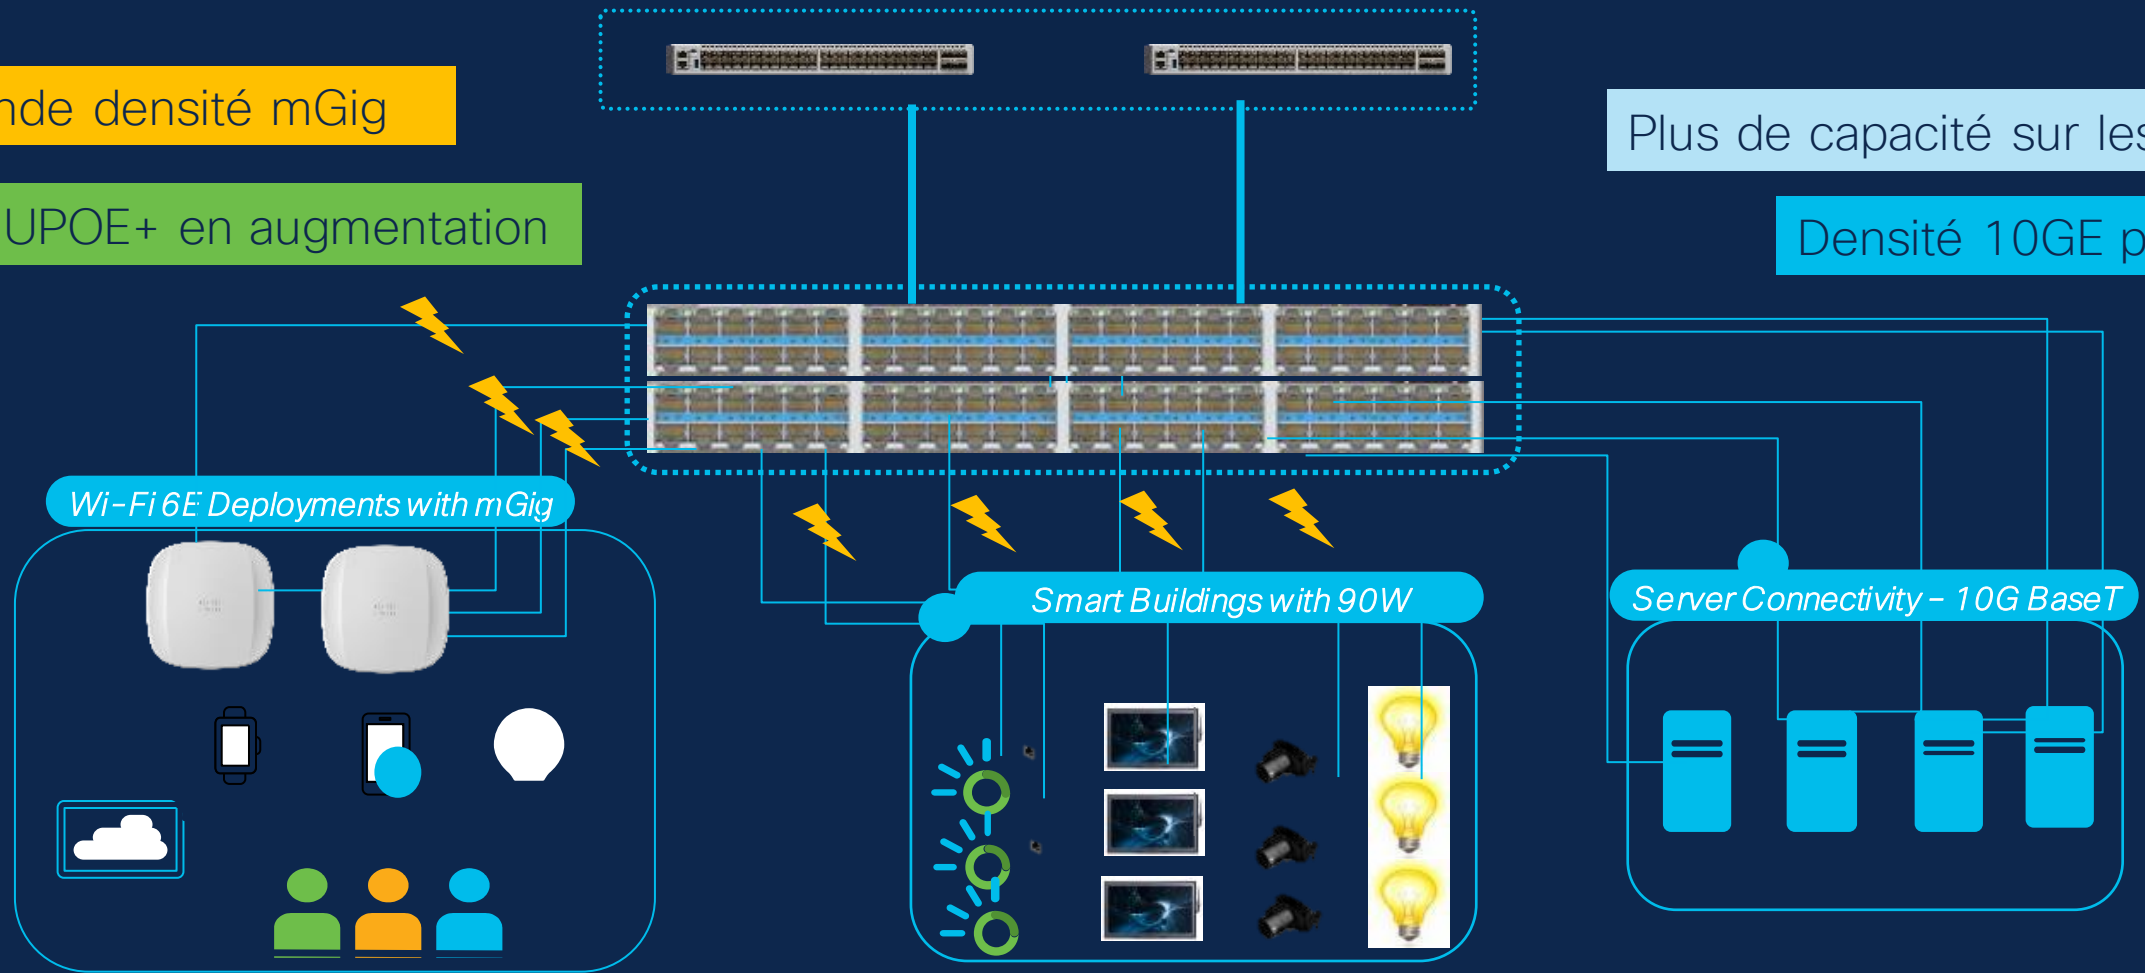 densité mGig
UPOE+ en augmentation
Plus de capacité sur les
Densité 10GE
Wi-Fi 6E Deployments with mGig
Smart Buildings with 90W
Server Connectivity - 10G BaseT